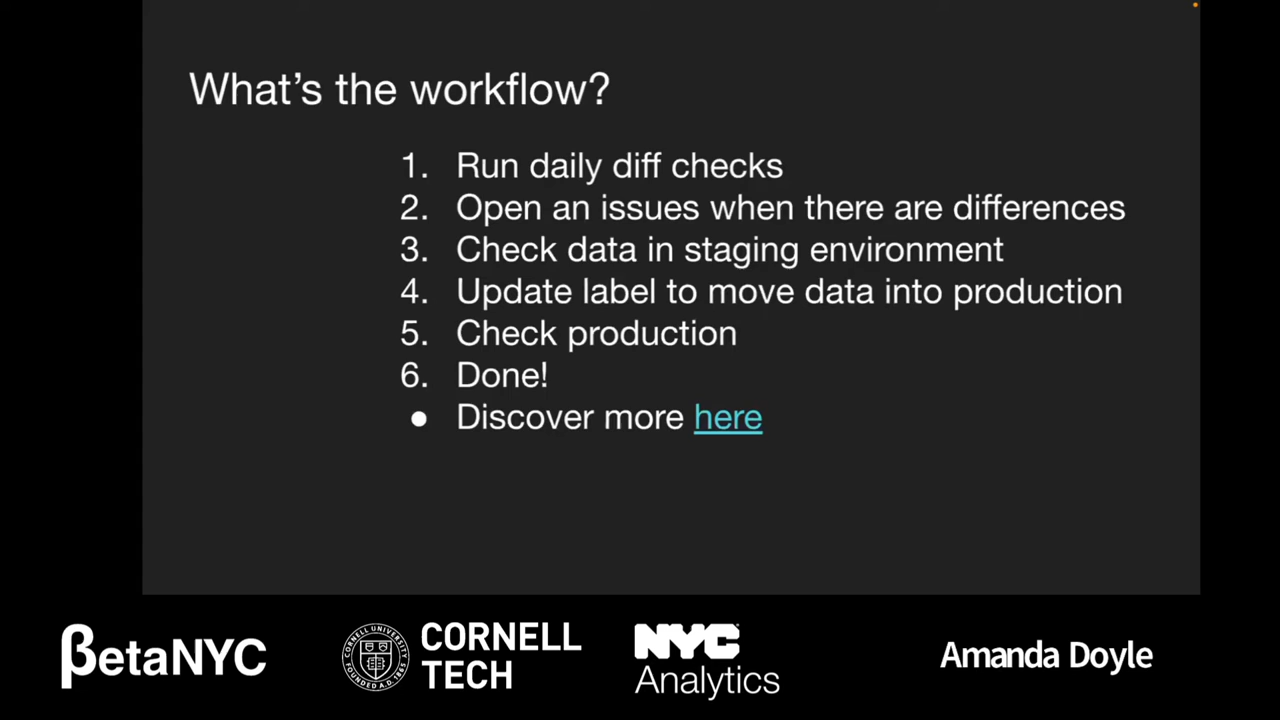 What's the workflow?
1. Run daily diff checks
2. Open an issues when there are differences
3. Check data in staging environment
4. Update label to move data into production
5. Check production
6. Done!
● Discover more here
βetaNYC
CORNELL
TECH
NYC
Analytics
Amanda Doyle